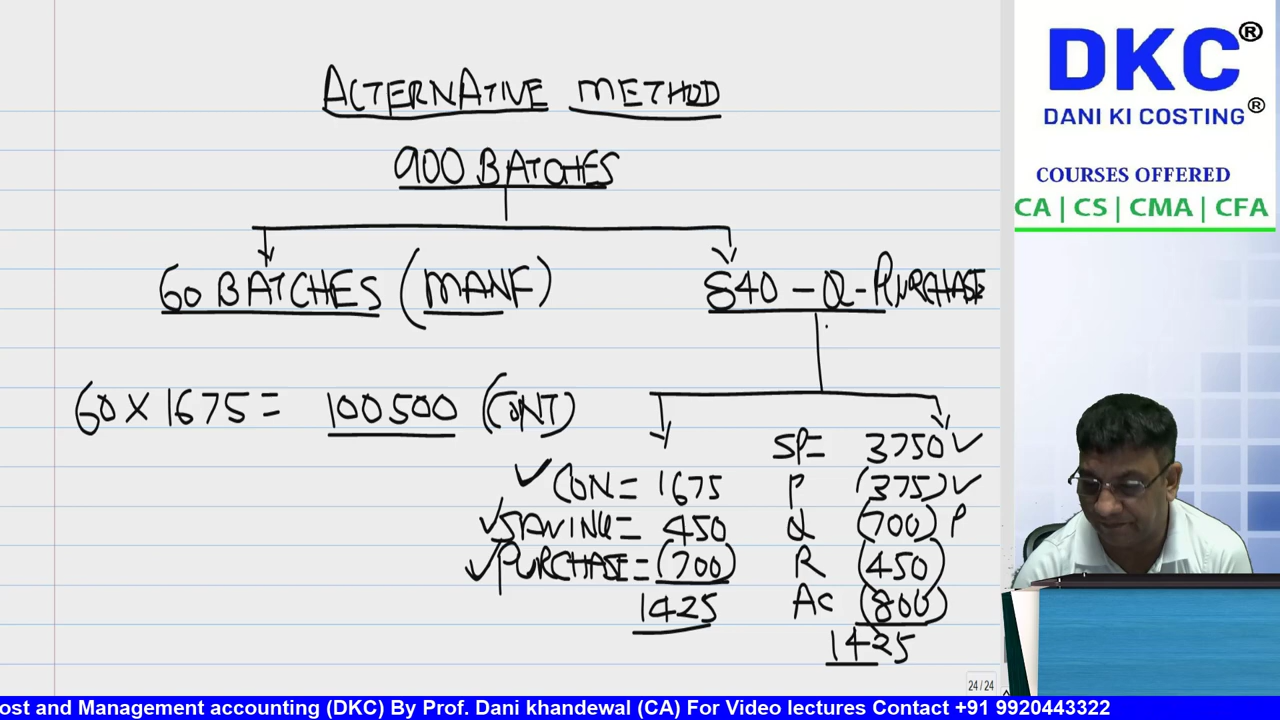 ALTERNATIVE METHOD
900 BATCHES
60 BATCHES (MANF)
840 - Q - PURCHASE
60 X 1675 = 100500 (CONT)
✓ CON = 1675
✓ SAVING = 450
✓ PURCHASE = (700)
1425
SP = 3750 ✓
P (375) ✓
Q (700) P
R (450)
AC (800)
1425
24 / 24
DKC®
DANI KI COSTING®
COURSES OFFERED
CA | CS | CMA | CFA
ost and Management accounting (DKC) By Prof. Dani khandewal (CA) For Video lectures Contact +91 9920443322